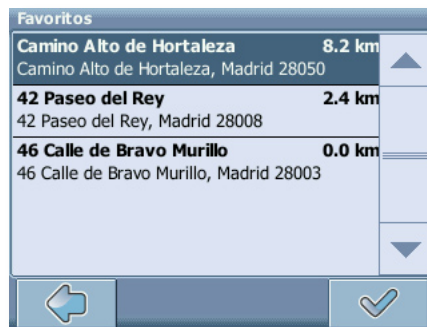 Favoritos
Camino Alto de Hortaleza 8.2 km
Camino Alto de Hortaleza, Madrid 28050
42 Paseo del Rey 2.4 km
42 Paseo del Rey, Madrid 28008
46 Calle de Bravo Murillo 0.0 km
46 Calle de Bravo Murillo, Madrid 28003